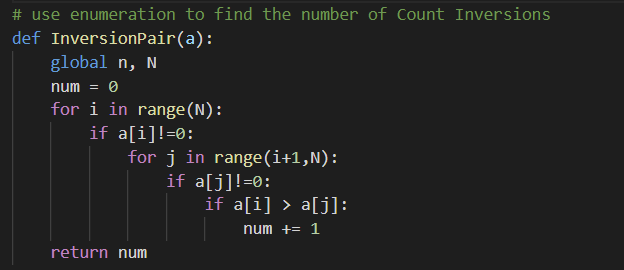 # use enumeration to find the number of Count Inversions
def InversionPair(a):
    global n, N
    num = 0
    for i in range(N):
        if a[i]!=0:
            for j in range(i+1,N):
                if a[j]!=0:
                    if a[i] > a[j]:
                        num += 1
    return num